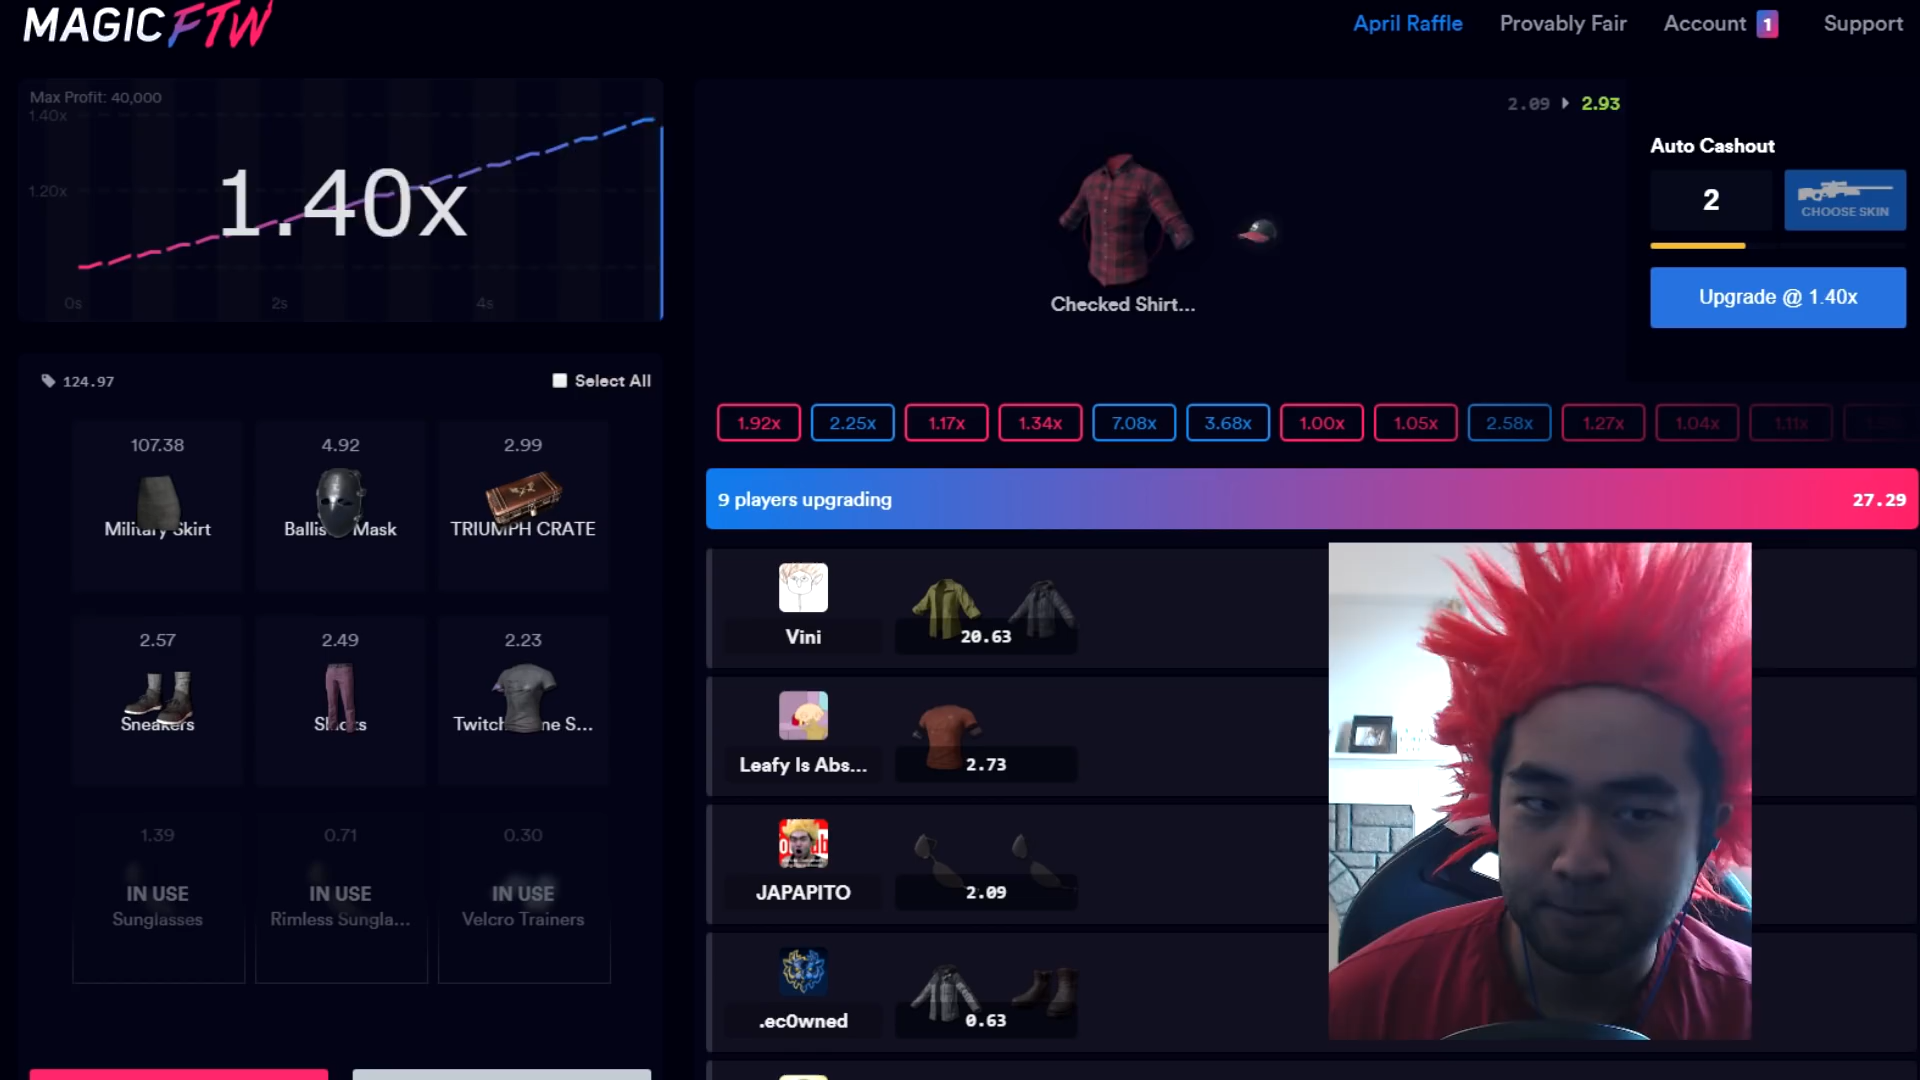 MAGIC FTW
April Raffle
Provably Fair
Account 1
Support
Max Profit: 40,000
1.40x
1.20x
1.40x
0s
2s
4s
2.09 2.93
Checked Shirt...
Auto Cashout
2
CHOOSE SKIN
Upgrade @ 1.40x
124.97
Select All
107.38
Military Skirt
4.92
Mask
2.99
TRIUMPH CRATE
2.57
Sneakers
2.49
2.23
1.39
IN USE
Sunglasses
0.71
IN USE
Rimless Sungla...
0.30
IN USE
Velcro Trainers
1.92x
2.25x
1.17x
1.34x
7.08x
3.68x
1.00x
1.05x
2.58x
1.27x
1.04x
1.11x
9 players upgrading
27.29
Vini
20.63
Leafy Is Abs...
2.73
JAPAPITO
2.09
.ec0wned
0.63